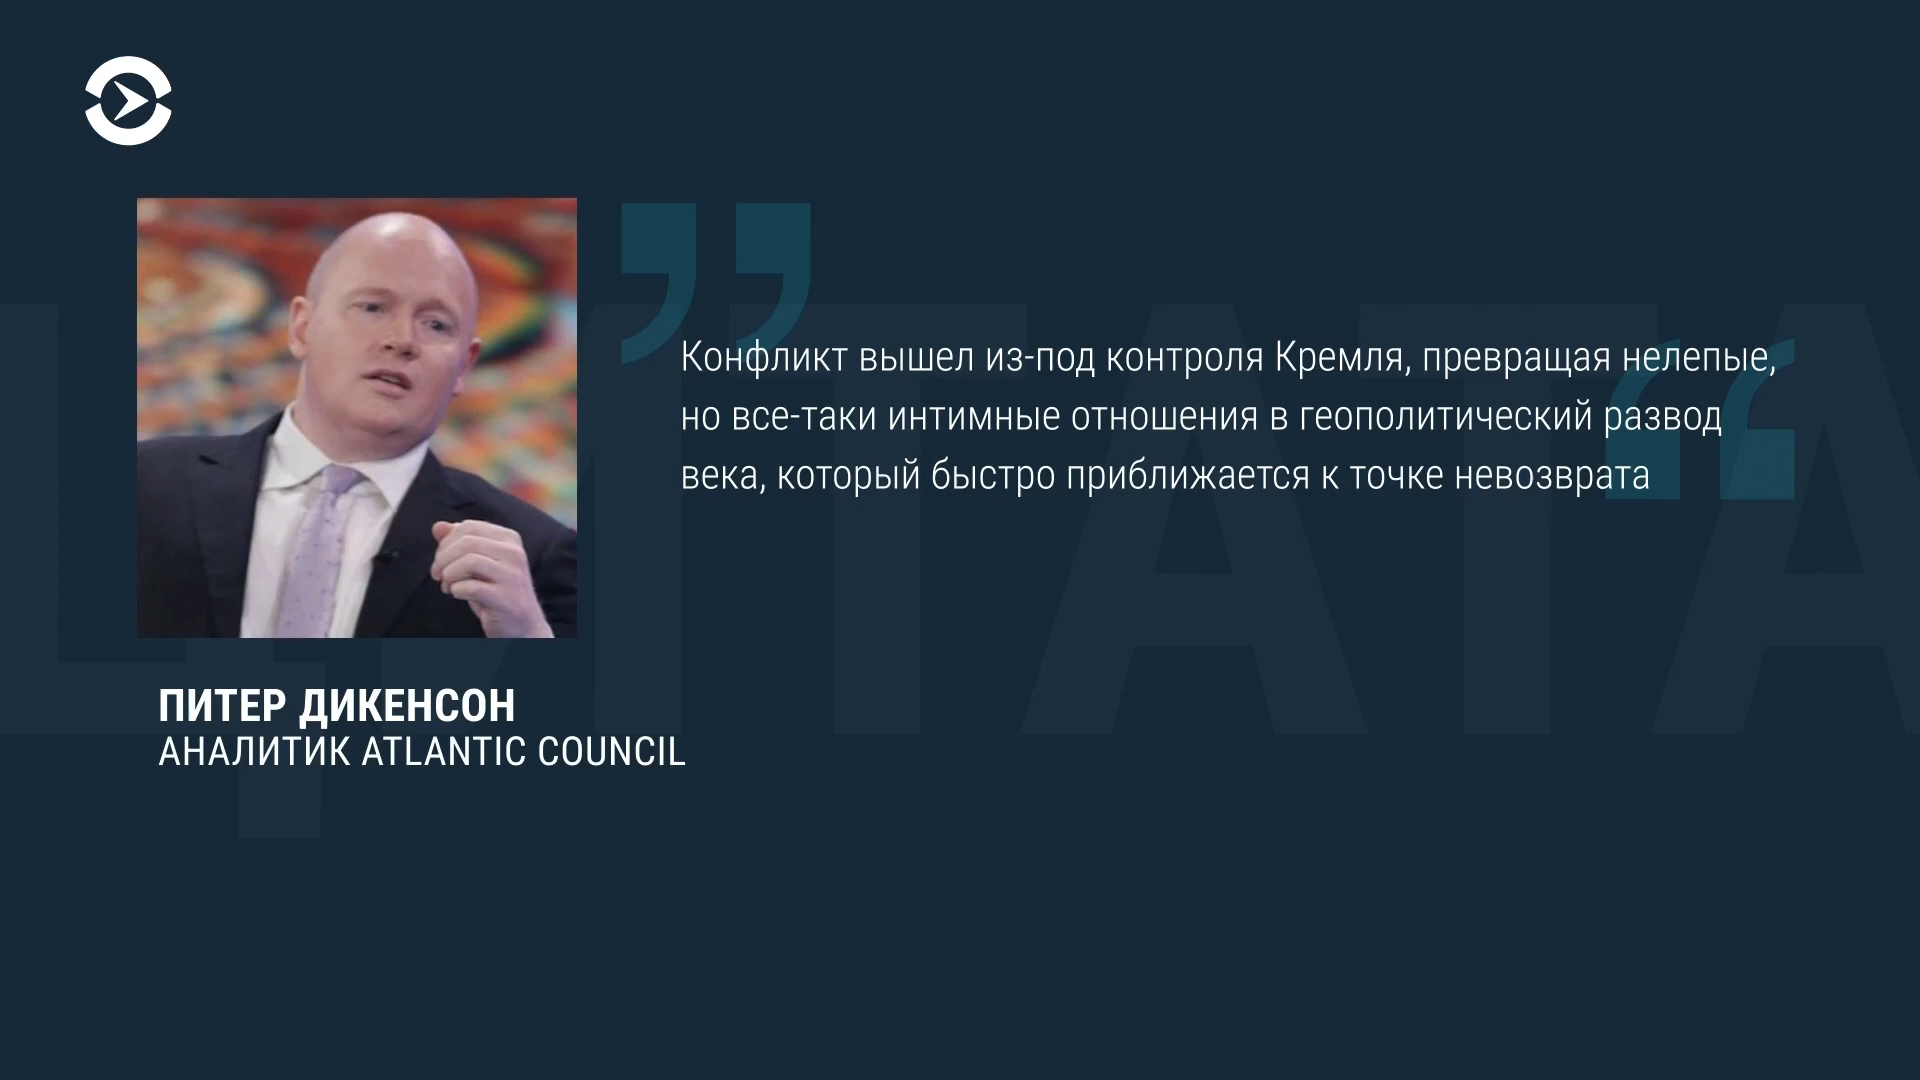 ЦИТАТА
Конфликт вышел из-под контроля Кремля, превращая нелепые,
но все-таки интимные отношения в геополитический развод
века, который быстро приближается к точке невозврата
ПИТЕР ДИКЕНСОН
АНАЛИТИК ATLANTIC COUNCIL